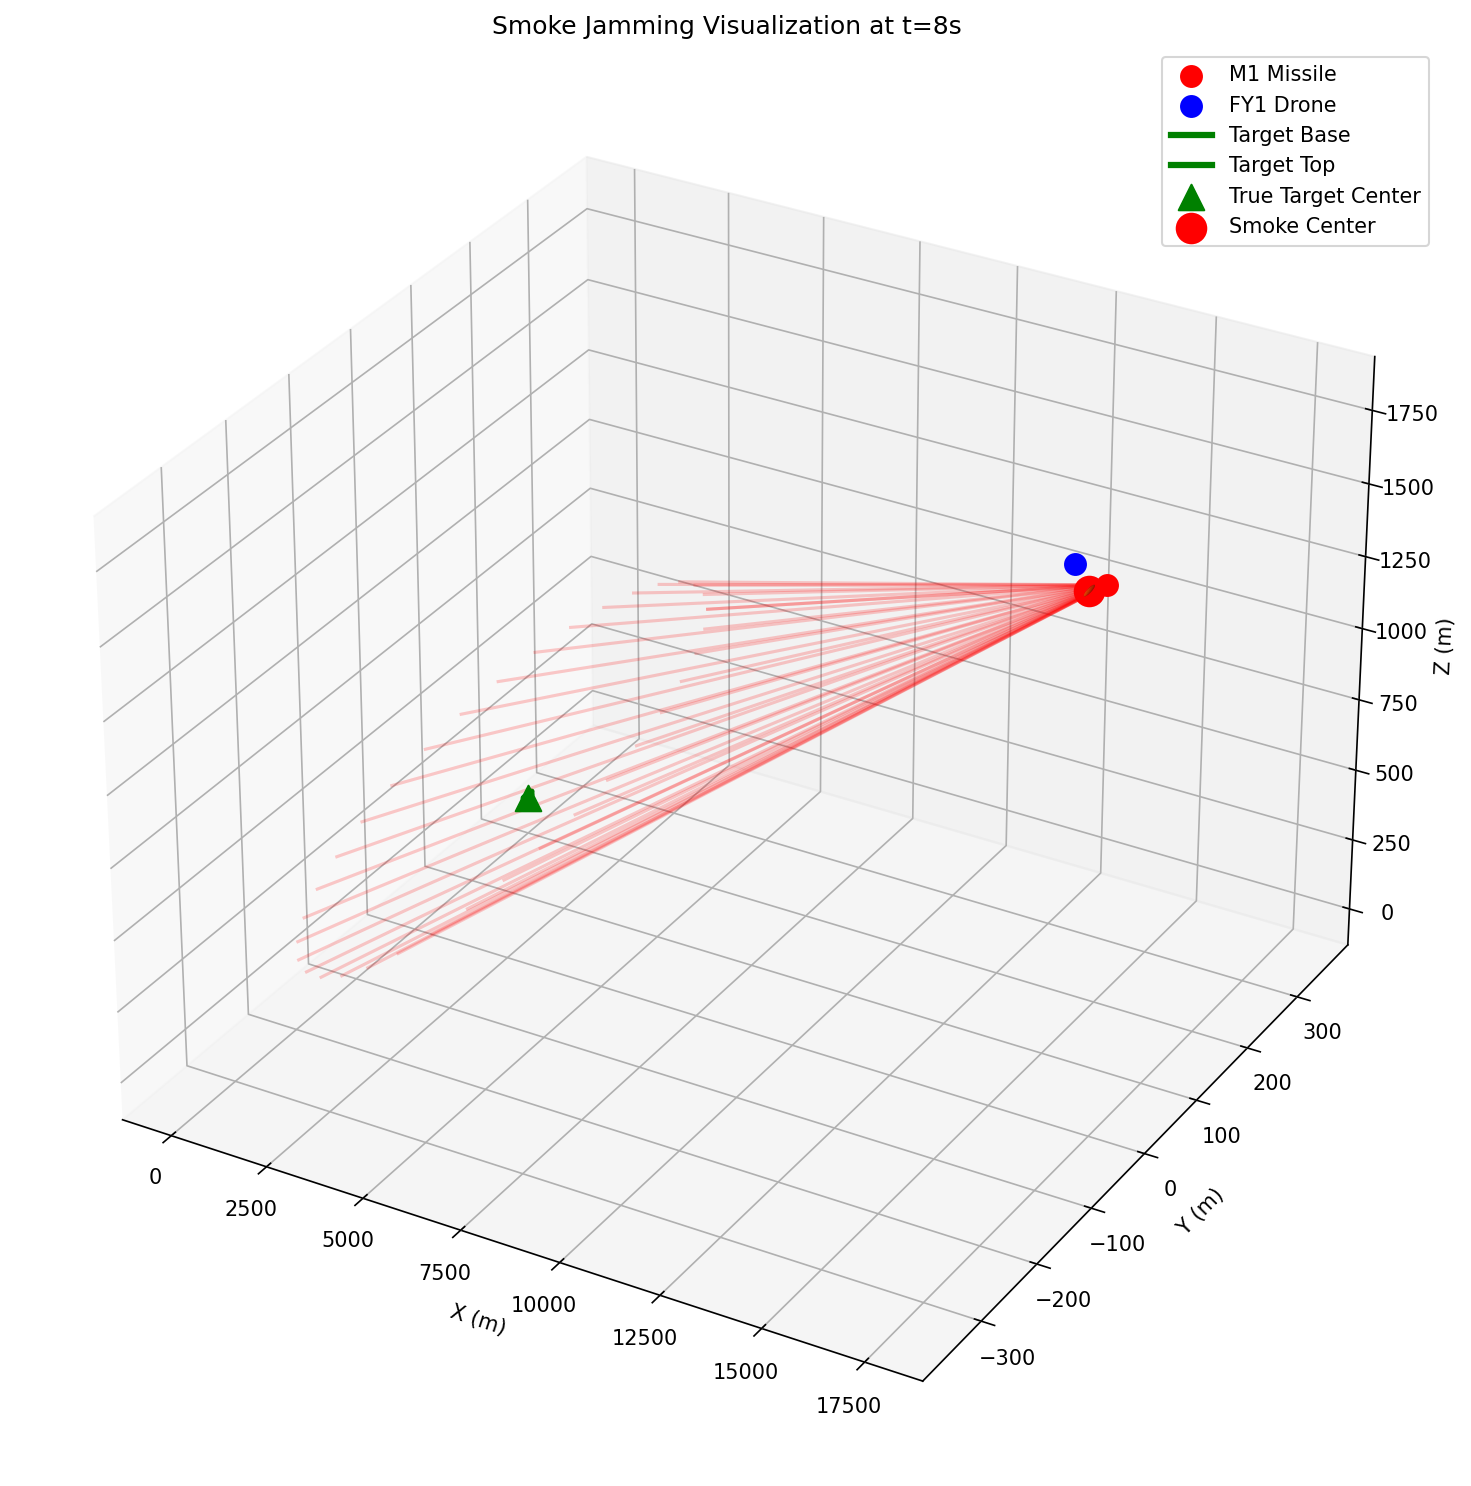 Smoke Jamming Visualization at t=8s
M1 Missile
FY1 Drone
Target Base
Target Top
True Target Center
Smoke Center
1750
1500
1250
1000
750
500
250
0
Z (m)
300
200
100
0
−100
−200
−300
Y (m)
0
2500
5000
7500
10000
12500
15000
17500
X (m)